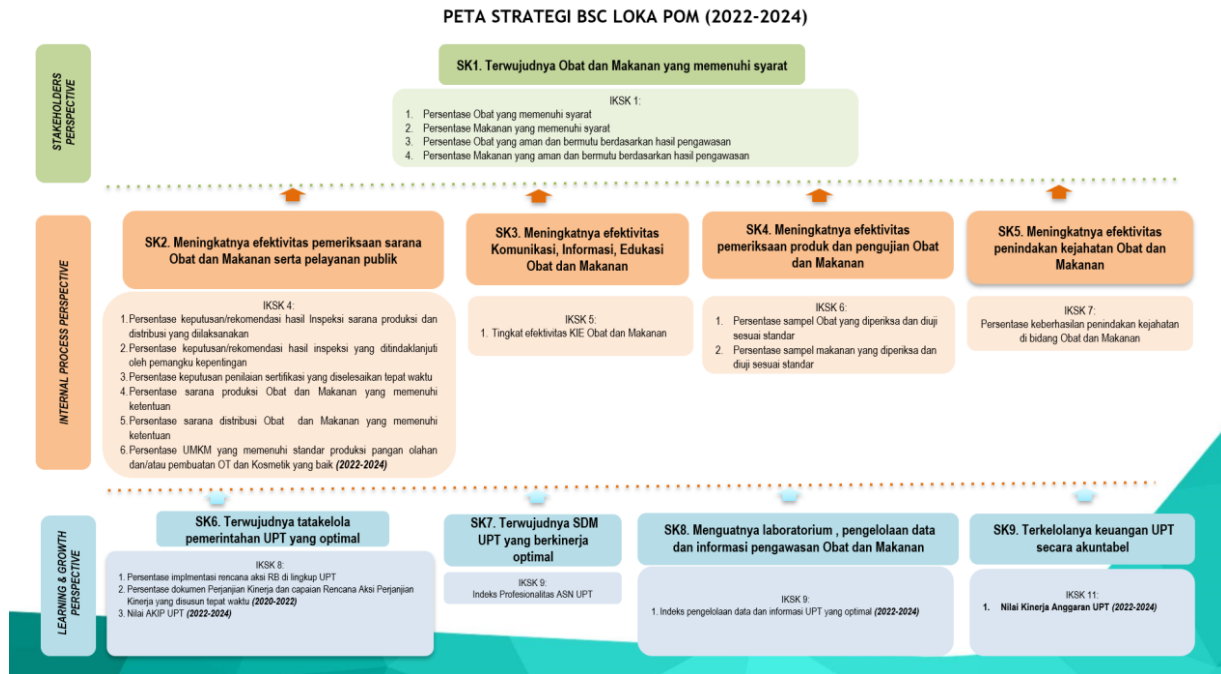 PETA STRATEGI BSC LOKA POM (2022-2024)
STAKEHOLDERS
PERSPECTIVE
SK1. Terwujudnya Obat dan Makanan yang memenuhi syarat
IKSK 1:
1. Persentase Obat yang memenuhi syarat
2. Persentase Makanan yang memenuhi syarat
3. Persentase Obat yang aman dan bermutu berdasarkan hasil pengawasan
4. Persentase Makanan yang aman dan bermutu berdasarkan hasil pengawasan
INTERNAL PROCESS PERSPECTIVE
SK2. Meningkatnya efektivitas pemeriksaan sarana
Obat dan Makanan serta pelayanan publik
IKSK 4:
1.Persentase keputusan/rekomendasi hasil Inspeksi sarana produksi dan
distribusi yang diilaksanakan
2.Persentase keputusan/rekomendasi hasil inspeksi yang ditindaklanjuti
oleh pemangku kepentingan
3.Persentase keputusan penilaian sertifikasi yang diselesaikan tepat waktu
4.Persentase sarana produksi Obat dan Makanan yang memenuhi
ketentuan
5.Persentase sarana distribusi Obat dan Makanan yang memenuhi
ketentuan
6.Persentase UMKM yang memenuhi standar produksi pangan olahan
dan/atau pembuatan OT dan Kosmetik yang baik (2022-2024)
SK3. Meningkatnya efektivitas
Komunikasi, Informasi, Edukasi
Obat dan Makanan
IKSK 5:
1. Tingkat efektivitas KIE Obat dan Makanan
SK4. Meningkatnya efektivitas
pemeriksaan produk dan pengujian Obat
dan Makanan
IKSK 6:
1. Persentase sampel Obat yang diperiksa dan diuji
sesuai standar
2. Persentase sampel makanan yang diperiksa dan
diuji sesuai standar
SK5. Meningkatnya efektivitas
penindakan kejahatan Obat dan
Makanan
IKSK 7:
Persentase keberhasilan penindakan kejahatan
di bidang Obat dan Makanan
LEARNING & GROWTH
PERSPECTIVE
SK6. Terwujudnya tatakelola
pemerintahan UPT yang optimal
IKSK 8:
1. Persentase implmentasi rencana aksi RB di lingkup UPT
2. Persentase dokumen Perjanjian Kinerja dan capaian Rencana Aksi Perjanjian
Kinerja yang disusun tepat waktu (2020-2022)
3. Nilai AKIP UPT (2022-2024)
SK7. Terwujudnya SDM
UPT yang berkinerja
optimal
IKSK 9:
Indeks Profesionalitas ASN UPT
SK8. Menguatnya laboratorium , pengelolaan data
dan informasi pengawasan Obat dan Makanan
IKSK 9:
1. Indeks pengelolaan data dan informasi UPT yang optimal (2022-2024)
SK9. Terkelolanya keuangan UPT
secara akuntabel
IKSK 11:
1. Nilai Kinerja Anggaran UPT (2022-2024)